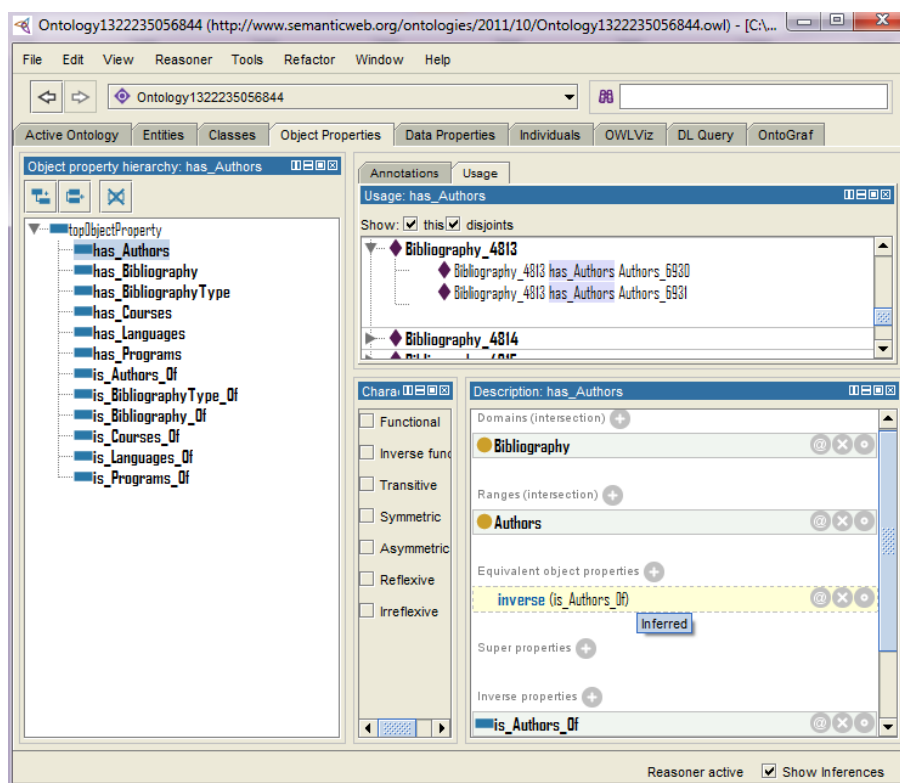 Ontology1322235056844 (http://www.semanticweb.org/ontologies/2011/10/Ontology1322235056844.owl) - [C:\...
File Edit View Reasoner Tools Refactor Window Help
Ontology1322235056844
Active Ontology Entities Classes Object Properties Data Properties Individuals OWLViz DL Query OntoGraf
Object property hierarchy: has_Authors
topObjectProperty
has_Authors
has_Bibliography
has_BibliographyType
has_Courses
has_Languages
has_Programs
is_Authors_Of
is_BibliographyType_Of
is_Bibliography_Of
is_Courses_Of
is_Languages_Of
is_Programs_Of
Annotations Usage
Usage: has_Authors
Show: this disjoints
Bibliography_4813
Bibliography_4813 has_Authors Authors_6930
Bibliography_4813 has_Authors Authors_6931
Bibliography_4814
Chara
Functional
Inverse func
Transitive
Symmetric
Asymmetric
Reflexive
Irreflexive
Description: has_Authors
Domains (intersection)
Bibliography
Ranges (intersection)
Authors
Equivalent object properties
inverse (is_Authors_Of)
Inferred
Super properties
Inverse properties
is_Authors_Of
Reasoner active Show Inferences